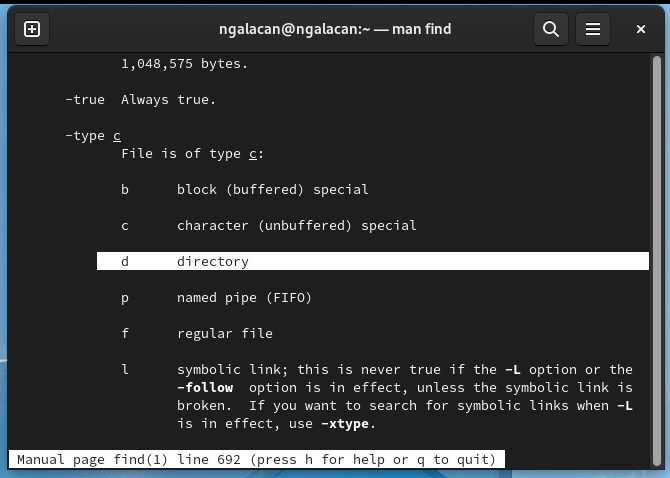 ngalacan@ngalacan:~ — man find
1,048,575 bytes.
-true  Always true.
-type c
File is of type c:
b      block (buffered) special
c      character (unbuffered) special
d      directory
p      named pipe (FIFO)
f      regular file
l      symbolic link; this is never true if the -L option or the
-follow  option is in effect, unless the symbolic link is
broken.  If you want to search for symbolic links when -L
is in effect, use -xtype.
Manual page find(1) line 692 (press h for help or q to quit)